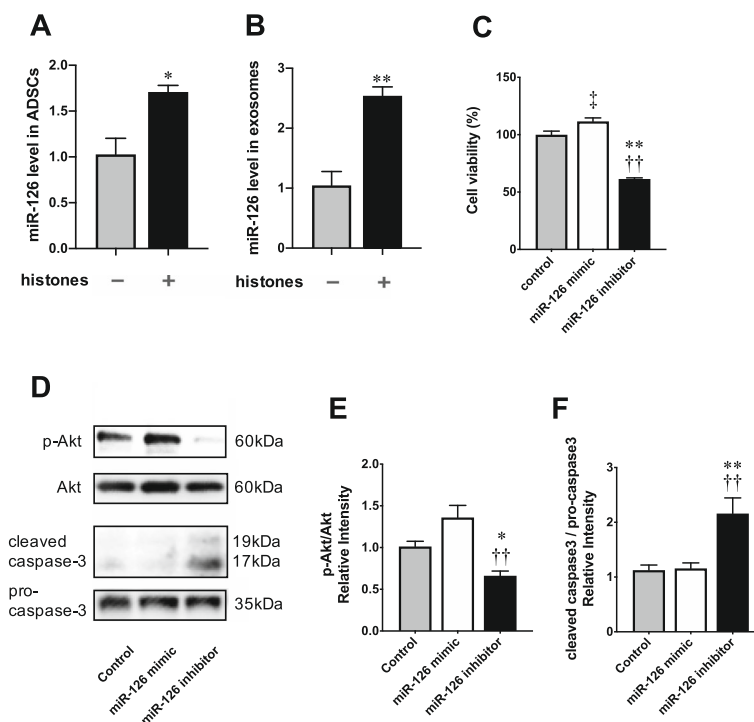 A
miR-126 level in ADSCs
2.0
1.5
1.0
0.5
0.0
*
histones − +
B
miR-126 level in exosomes
3
2
1
0
**
histones − +
C
Cell viability (%)
150
100
50
0
‡
**
††
control
miR-126 mimic
miR-126 inhibitor
D
p-Akt 60kDa
Akt 60kDa
cleaved 19kDa
caspase-3 17kDa
pro-
caspase-3 35kDa
Control
miR-126 mimic
miR-126 inhibitor
E
p-Akt/Akt
Relative Intensity
2.0
1.5
1.0
0.5
0.0
*
††
Control
miR-126 mimic
miR-126 inhibitor
F
cleaved caspase3 / pro-caspase3
Relative Intensity
3
2
1
0
**
††
Control
miR-126 mimic
miR-126 inhibitor